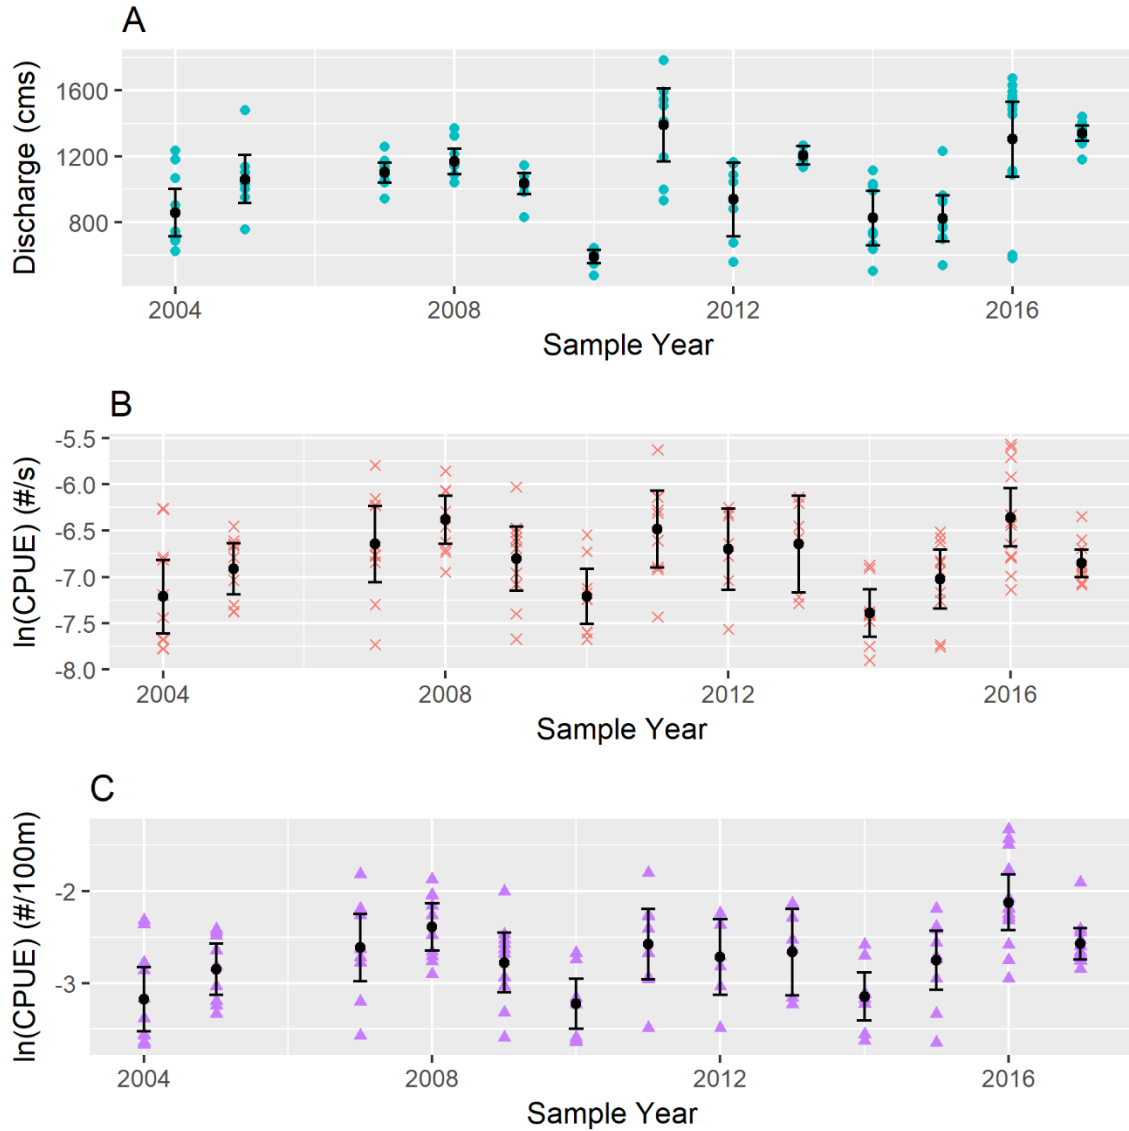 A
Discharge (cms)
1600
1200
800
2004 2008 2012 2016
Sample Year
B
ln(CPUE) (#/s)
-5.5
-6.0
-6.5
-7.0
-7.5
-8.0
2004 2008 2012 2016
Sample Year
C
ln(CPUE) (#/100m)
-2
-3
2004 2008 2012 2016
Sample Year